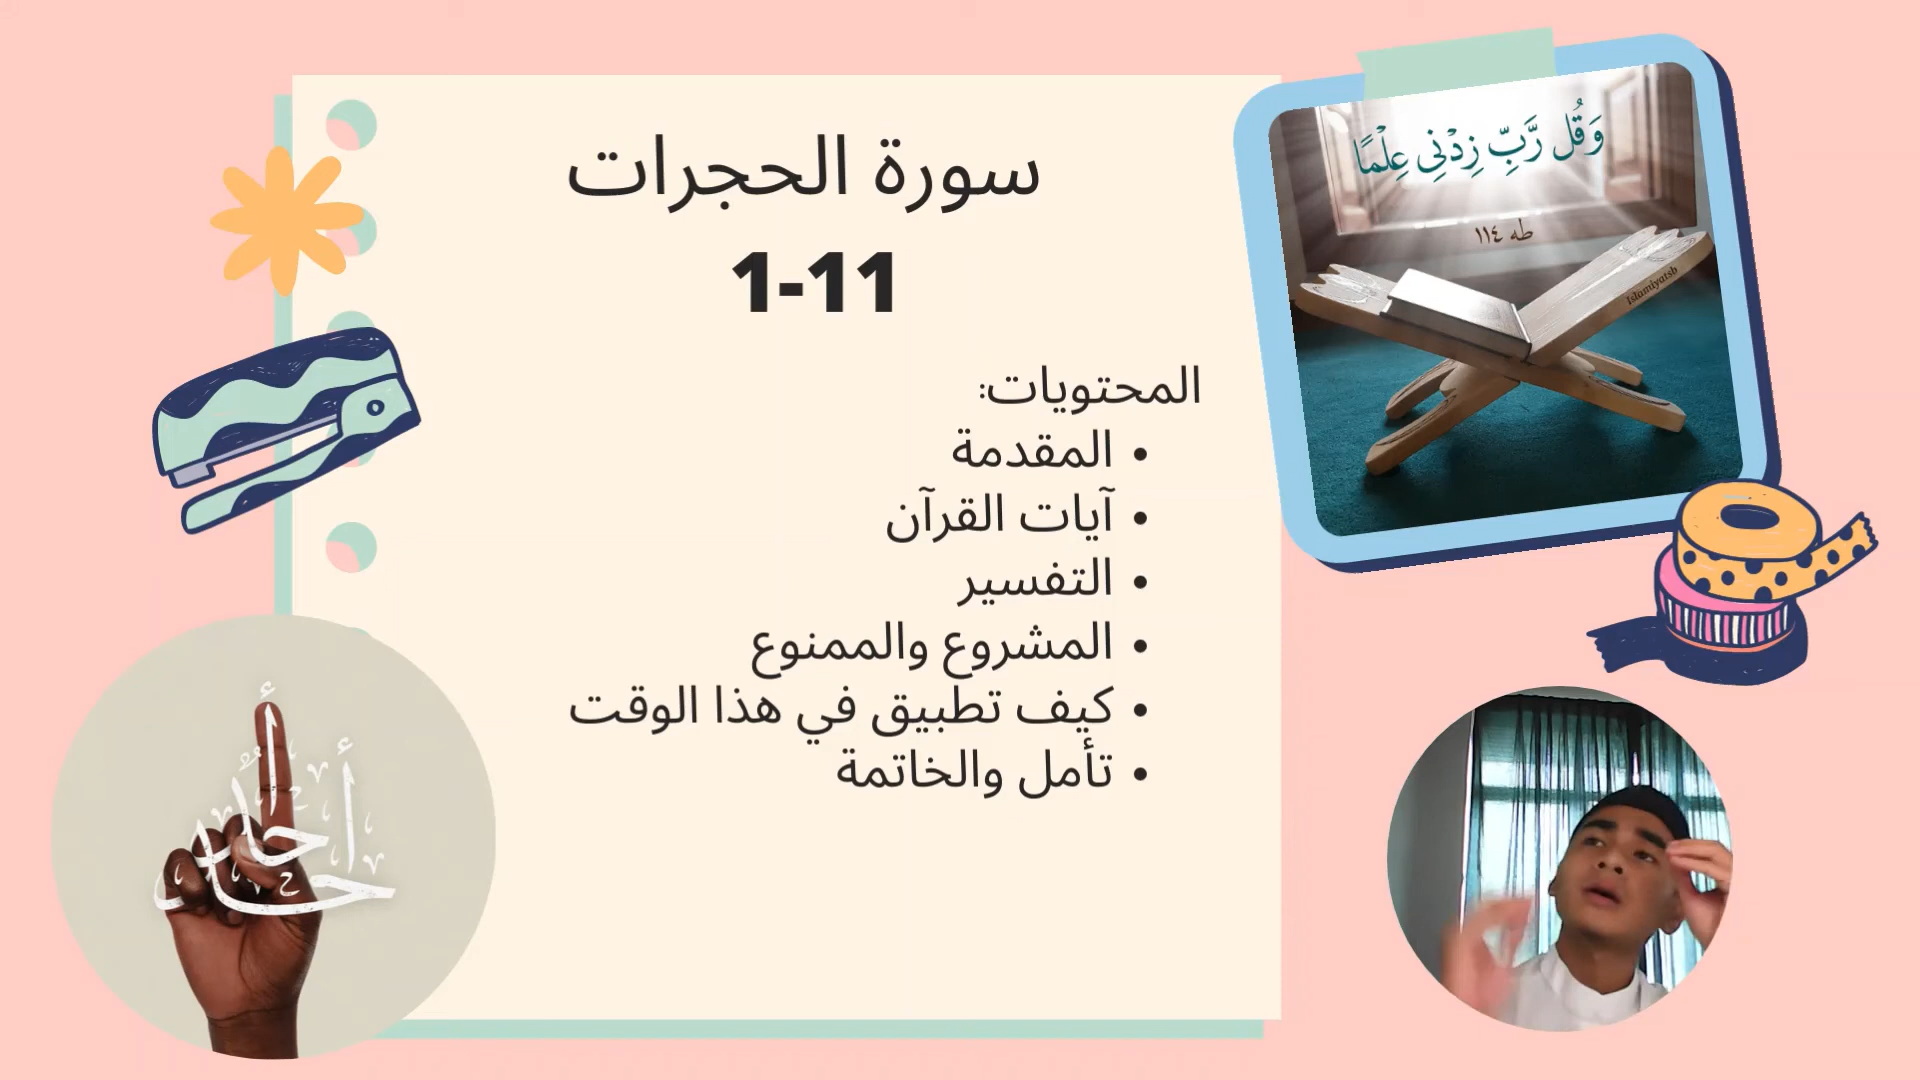 سورة الحجرات
1-11
المحتويات:
• المقدمة
• آيات القرآن
• التفسير
• المشروع والممنوع
• كيف تطبيق في هذا الوقت
• تأمل والخاتمة
وَقُل رَّبِّ زِدْنِى عِلْمًا
طه ١١٤
Islamiyatsb
أَحَدٌ أَحَد